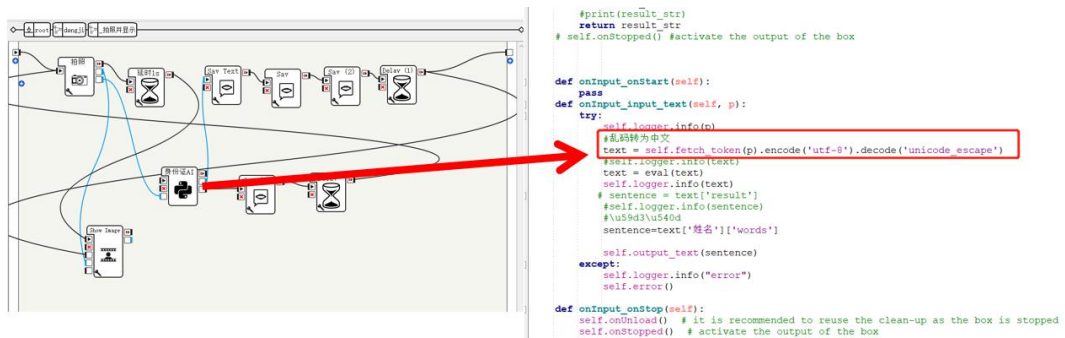 root
dengji
_拍照并显示
拍照
延时1s
Say Text
Say
Say (2)
Delay (1)
身份证AI
Show Image
#print(result_str)
return result_str
# self.onStopped() #activate the output of the box
def onInput_onStart(self):
pass
def onInput_input_text(self, p):
try:
self.logger.info(p)
#乱码转为中文
text = self.fetch_token(p).encode('utf-8').decode('unicode_escape')
#self.logger.info(text)
text = eval(text)
self.logger.info(text)
# sentence = text['result']
#self.logger.info(sentence)
#\u59d3\u540d
sentence=text['姓名']['words']
self.output_text(sentence)
except:
self.logger.info("error")
self.error()
def onInput_onStop(self):
self.onUnload() # it is recommended to reuse the clean-up as the box is stopped
self.onStopped() # activate the output of the box